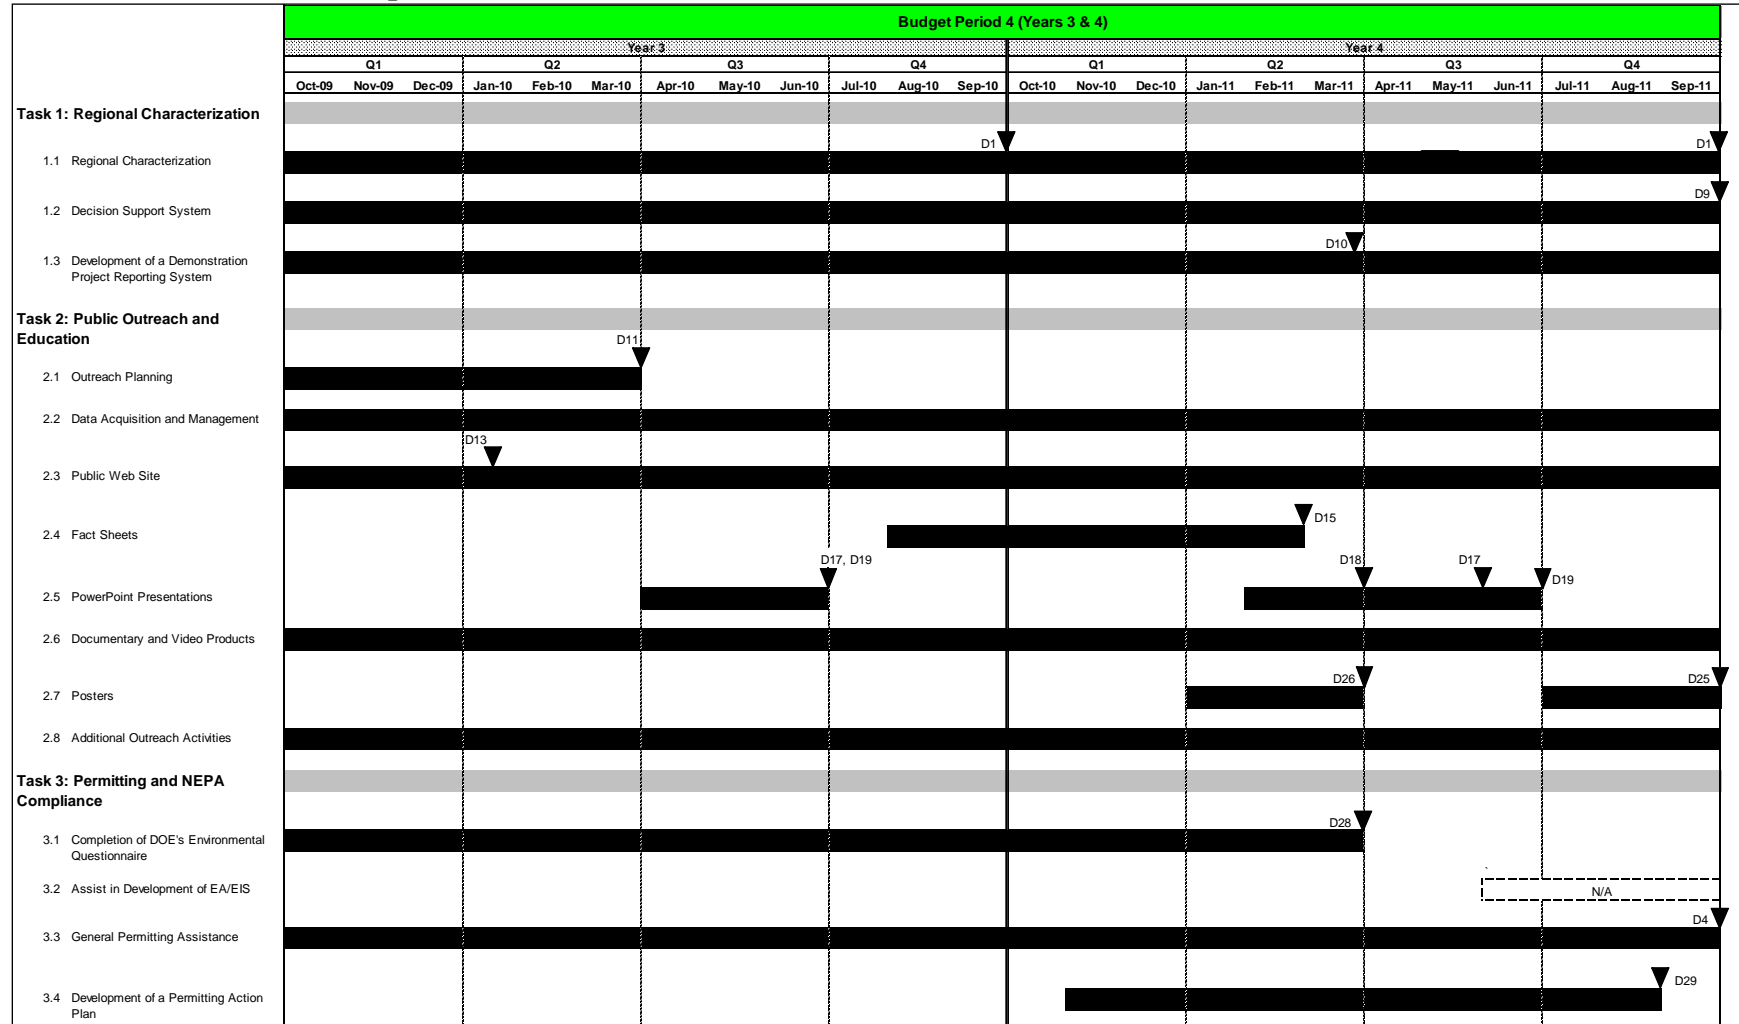 Budget Period 4 (Years 3 & 4)
Year 3 Year 4
Q1 Q2 Q3 Q4 Q1 Q2 Q3 Q4
Oct-09 Nov-09 Dec-09 Jan-10 Feb-10 Mar-10 Apr-10 May-10 Jun-10 Jul-10 Aug-10 Sep-10 Oct-10 Nov-10 Dec-10 Jan-11 Feb-11 Mar-11 Apr-11 May-11 Jun-11 Jul-11 Aug-11 Sep-11
Task 1: Regional Characterization
D1 D1
1.1 Regional Characterization
D9
1.2 Decision Support System
D10
1.3 Development of a Demonstration
Project Reporting System
Task 2: Public Outreach and
Education
D11
2.1 Outreach Planning
2.2 Data Acquisition and Management
D13
2.3 Public Web Site
D15
2.4 Fact Sheets
D17, D19 D18 D17
D19
2.5 PowerPoint Presentations
2.6 Documentary and Video Products
D26 D25
2.7 Posters
2.8 Additional Outreach Activities
Task 3: Permitting and NEPA
Compliance
D28
3.1 Completion of DOE's Environmental
Questionnaire
3.2 Assist in Development of EA/EIS N/A
D4
3.3 General Permitting Assistance
D29
3.4 Development of a Permitting Action
Plan